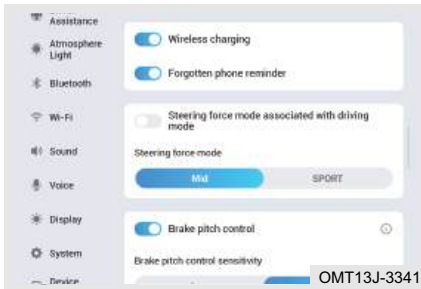 Assistance
Atmosphere
Light
Bluetooth
Wi-Fi
Sound
Voice
Display
System
Device
Wireless charging
Forgotten phone reminder
Steering force mode associated with driving
mode
Steering force mode
Mid
SPORT
Brake pitch control
Brake pitch control sensitivity
OMT13J-3341